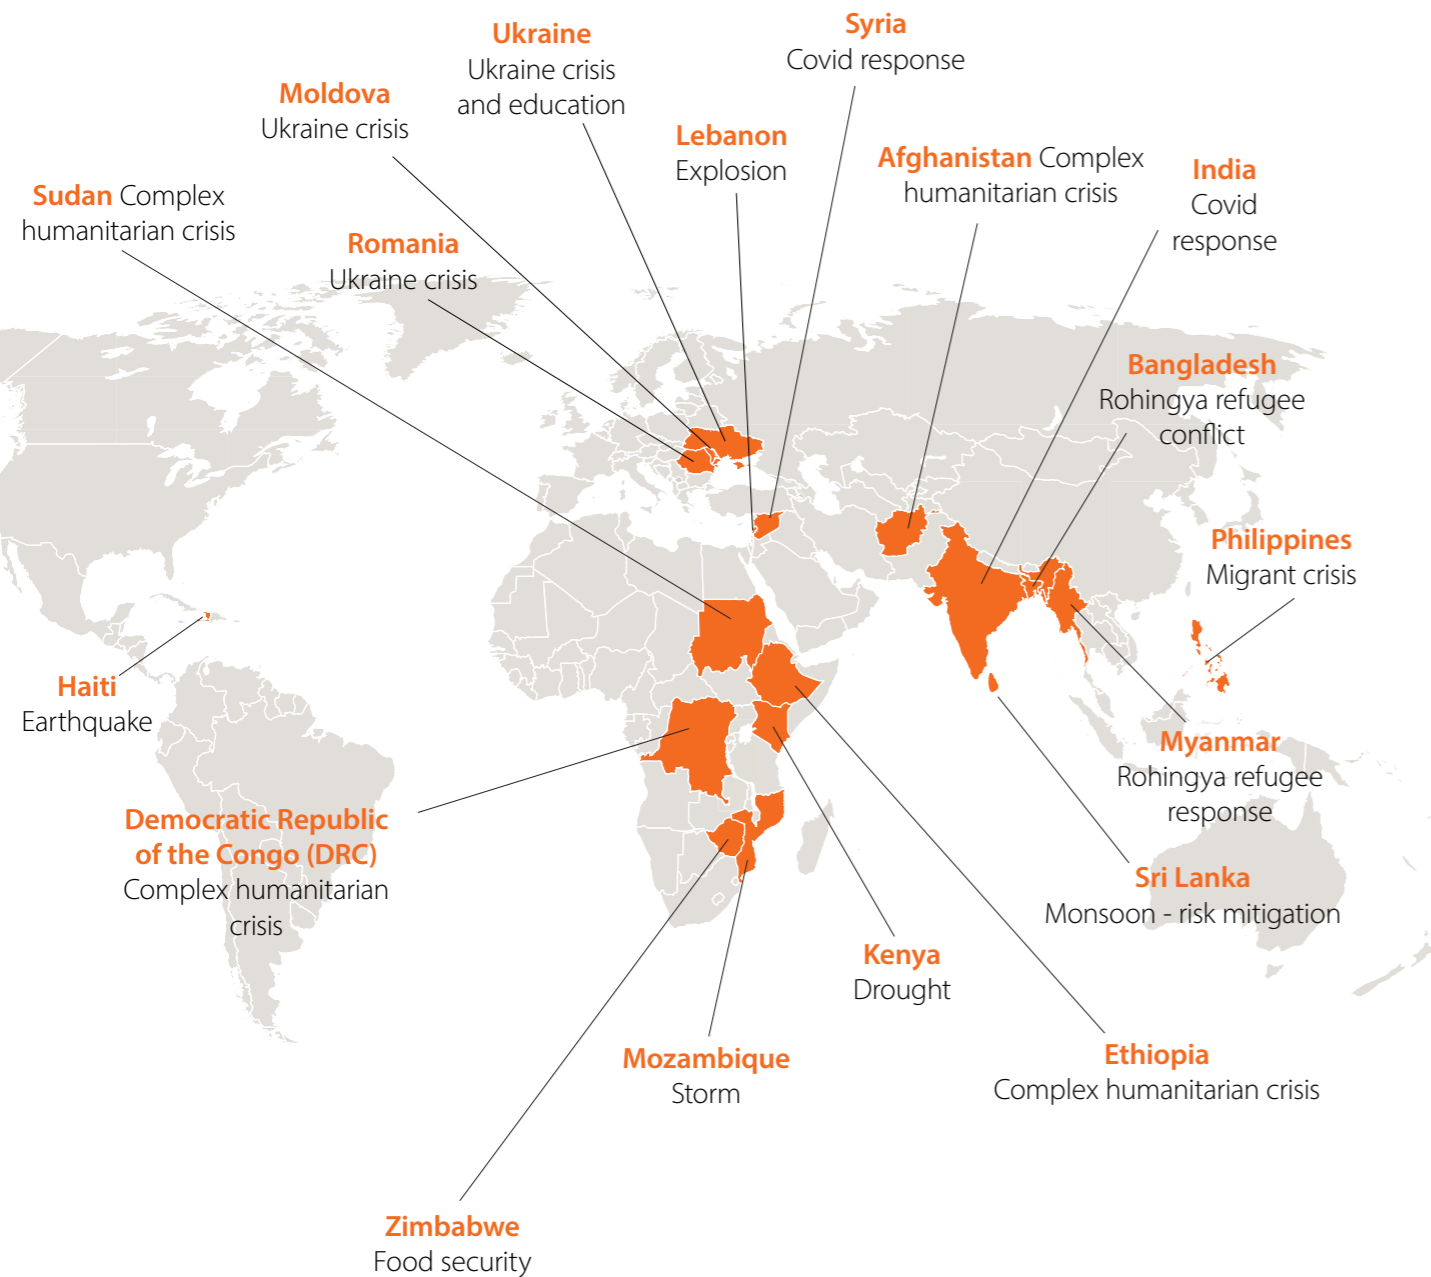 Ukraine
Ukraine crisis
and education
Syria
Covid response
Moldova
Ukraine crisis
Lebanon
Explosion
Afghanistan Complex
humanitarian crisis
India
Covid
response
Sudan Complex
humanitarian crisis
Romania
Ukraine crisis
Bangladesh
Rohingya refugee
conflict
Philippines
Migrant crisis
Haiti
Earthquake
Myanmar
Rohingya refugee
response
Democratic Republic
of the Congo (DRC)
Complex humanitarian
crisis
Sri Lanka
Monsoon - risk mitigation
Kenya
Drought
Mozambique
Storm
Ethiopia
Complex humanitarian crisis
Zimbabwe
Food security